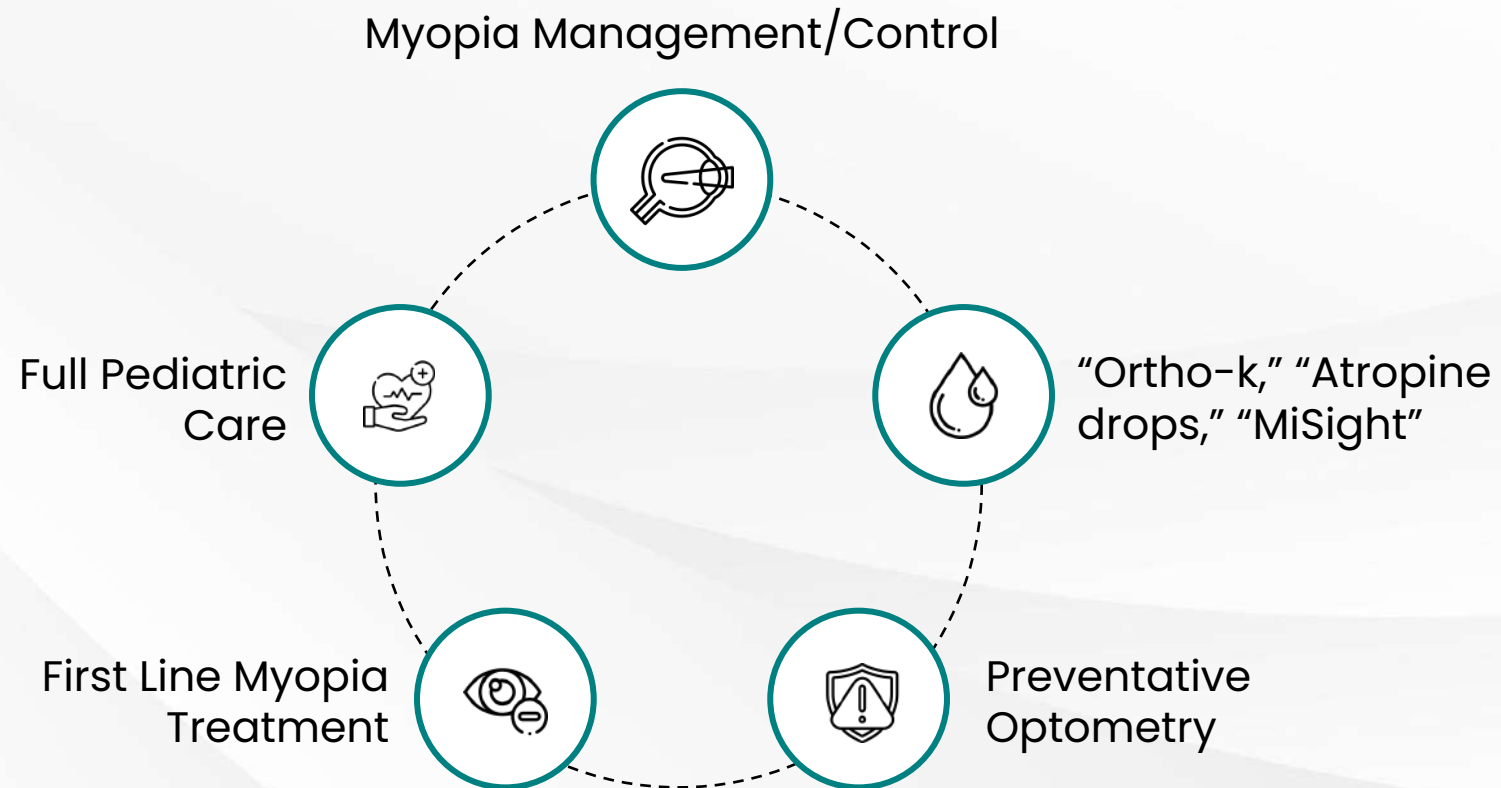 Myopia Management/Control
Full Pediatric
Care
“Ortho-k,” “Atropine
drops,” “MiSight”
First Line Myopia
Treatment
Preventative
Optometry